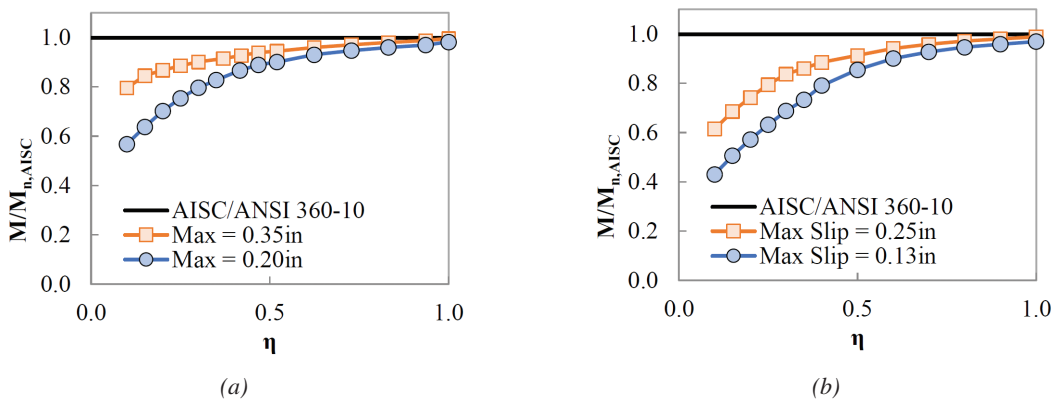 M/Mn,AISC
1.0
0.8
0.6
0.4
0.2
0.0
AISC/ANSI 360-10
Max = 0.35in
Max = 0.20in
0.0 0.5 1.0
η
(a)
M/Mn,AISC
1.0
0.8
0.6
0.4
0.2
0.0
AISC/ANSI 360-10
Max Slip = 0.25in
Max Slip = 0.13in
0.0 0.5 1.0
η
(b)